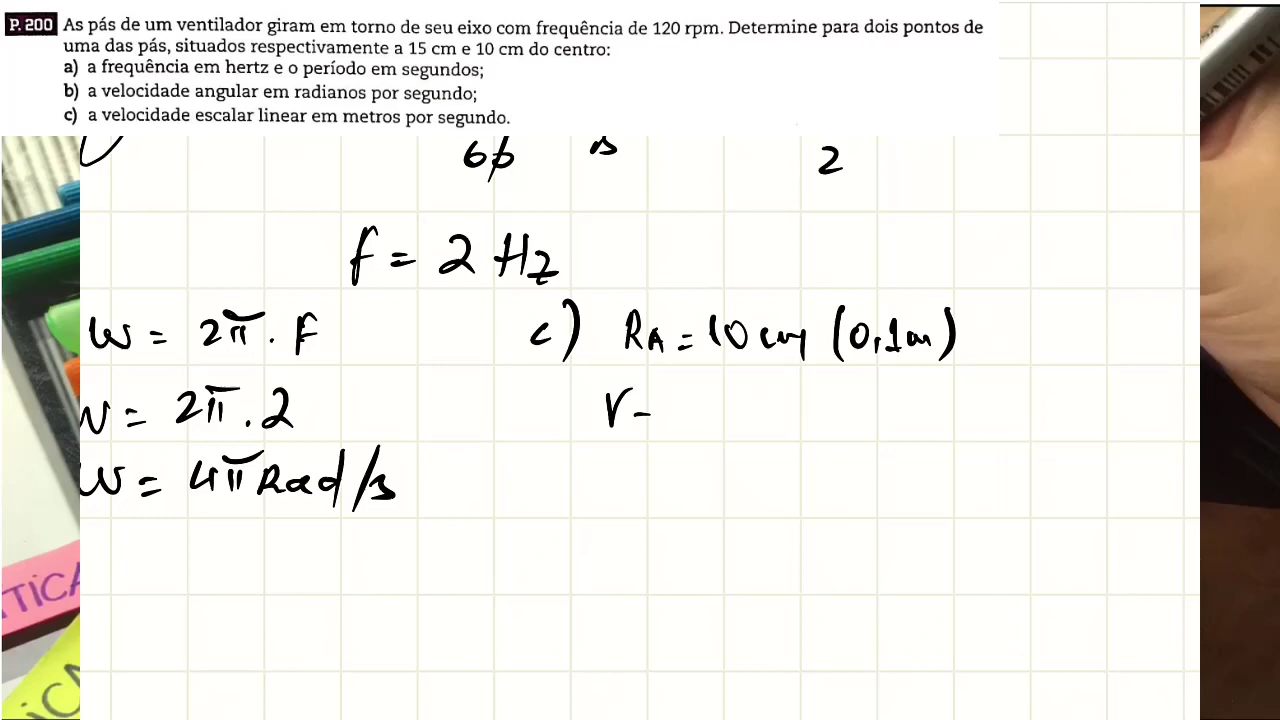 P. 200 As pás de um ventilador giram em torno de seu eixo com frequência de 120 rpm. Determine para dois pontos de
uma das pás, situados respectivamente a 15 cm e 10 cm do centro:
a) a frequência em hertz e o período em segundos;
b) a velocidade angular em radianos por segundo;
c) a velocidade escalar linear em metros por segundo.
60 s 2
f = 2 Hz
W = 2π . F
c) RA = 10 cm (0,1m)
W = 2π . 2
V -
W = 4π Rad/s
TICA